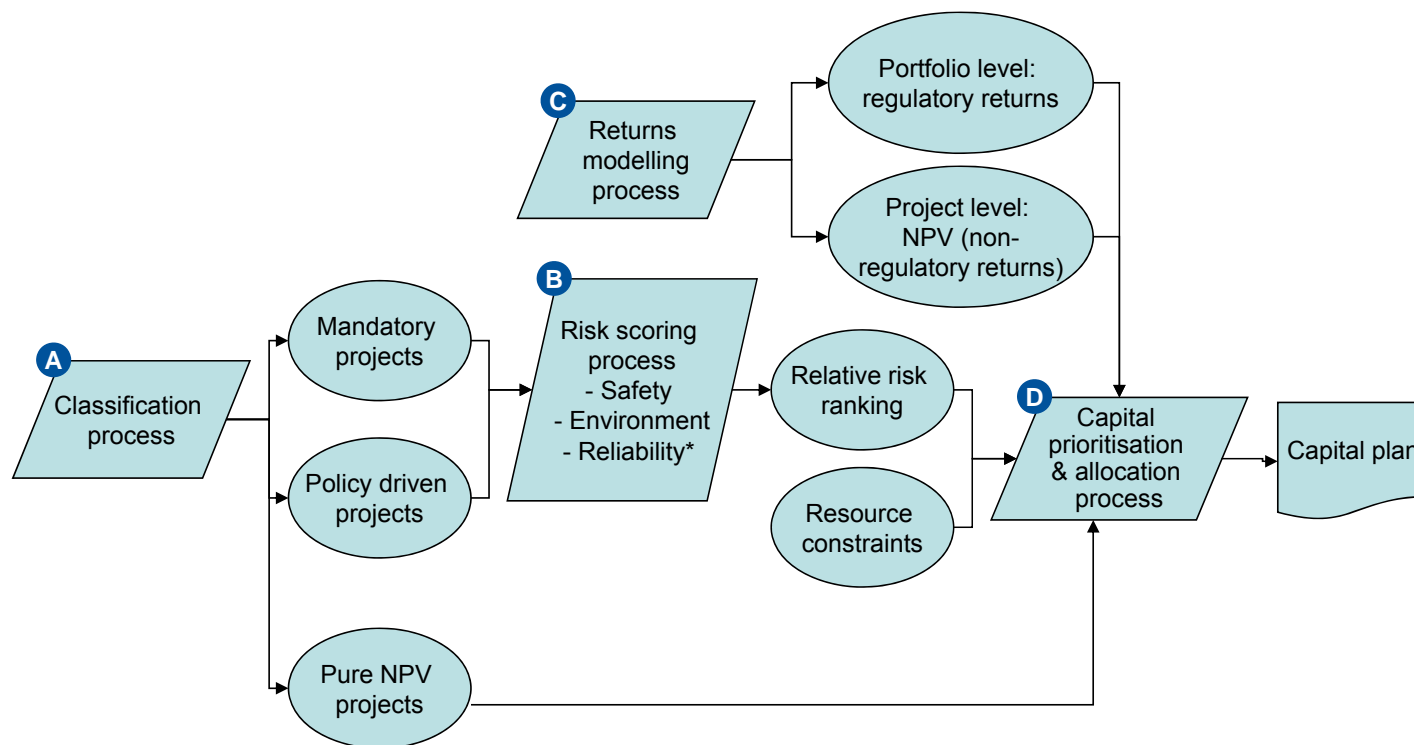 C
Returns
modelling
process
Portfolio level:
regulatory returns
Project level:
NPV (non-
regulatory returns)
A
Classification
process
Mandatory
projects
Policy driven
projects
Pure NPV
projects
B
Risk scoring
process
- Safety
- Environment
- Reliability*
Relative risk
ranking
Resource
constraints
D
Capital
prioritisation
& allocation
process
Capital plan